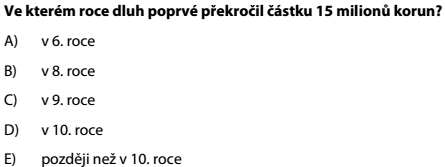 Ve kterém roce dluh poprvé překročil částku 15 milionů korun?
A) v 6. roce
B) v 8. roce
C) v 9. roce
D) v 10. roce
E) později než v 10. roce